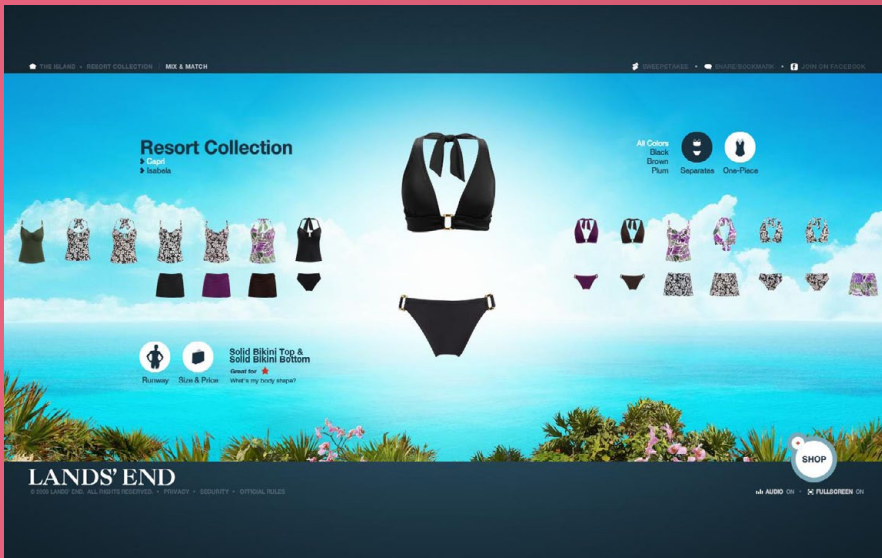 THE ISLAND • RESORT COLLECTION / MIX & MATCH
SWEEPSTAKES • SHARE/BOOKMARK • JOIN ON FACEBOOK
Resort Collection
Capri
Isabela
All Colors
Black
Brown
Plum
Separates
One-Piece
Runway
Size & Price
Solid Bikini Top &
Solid Bikini Bottom
Great for
What's my body shape?
SHOP
LANDS' END
LANDS' END. ALL RIGHTS RESERVED. • PRIVACY • SECURITY • OFFICIAL RULES
AUDIO ON • FULLSCREEN ON